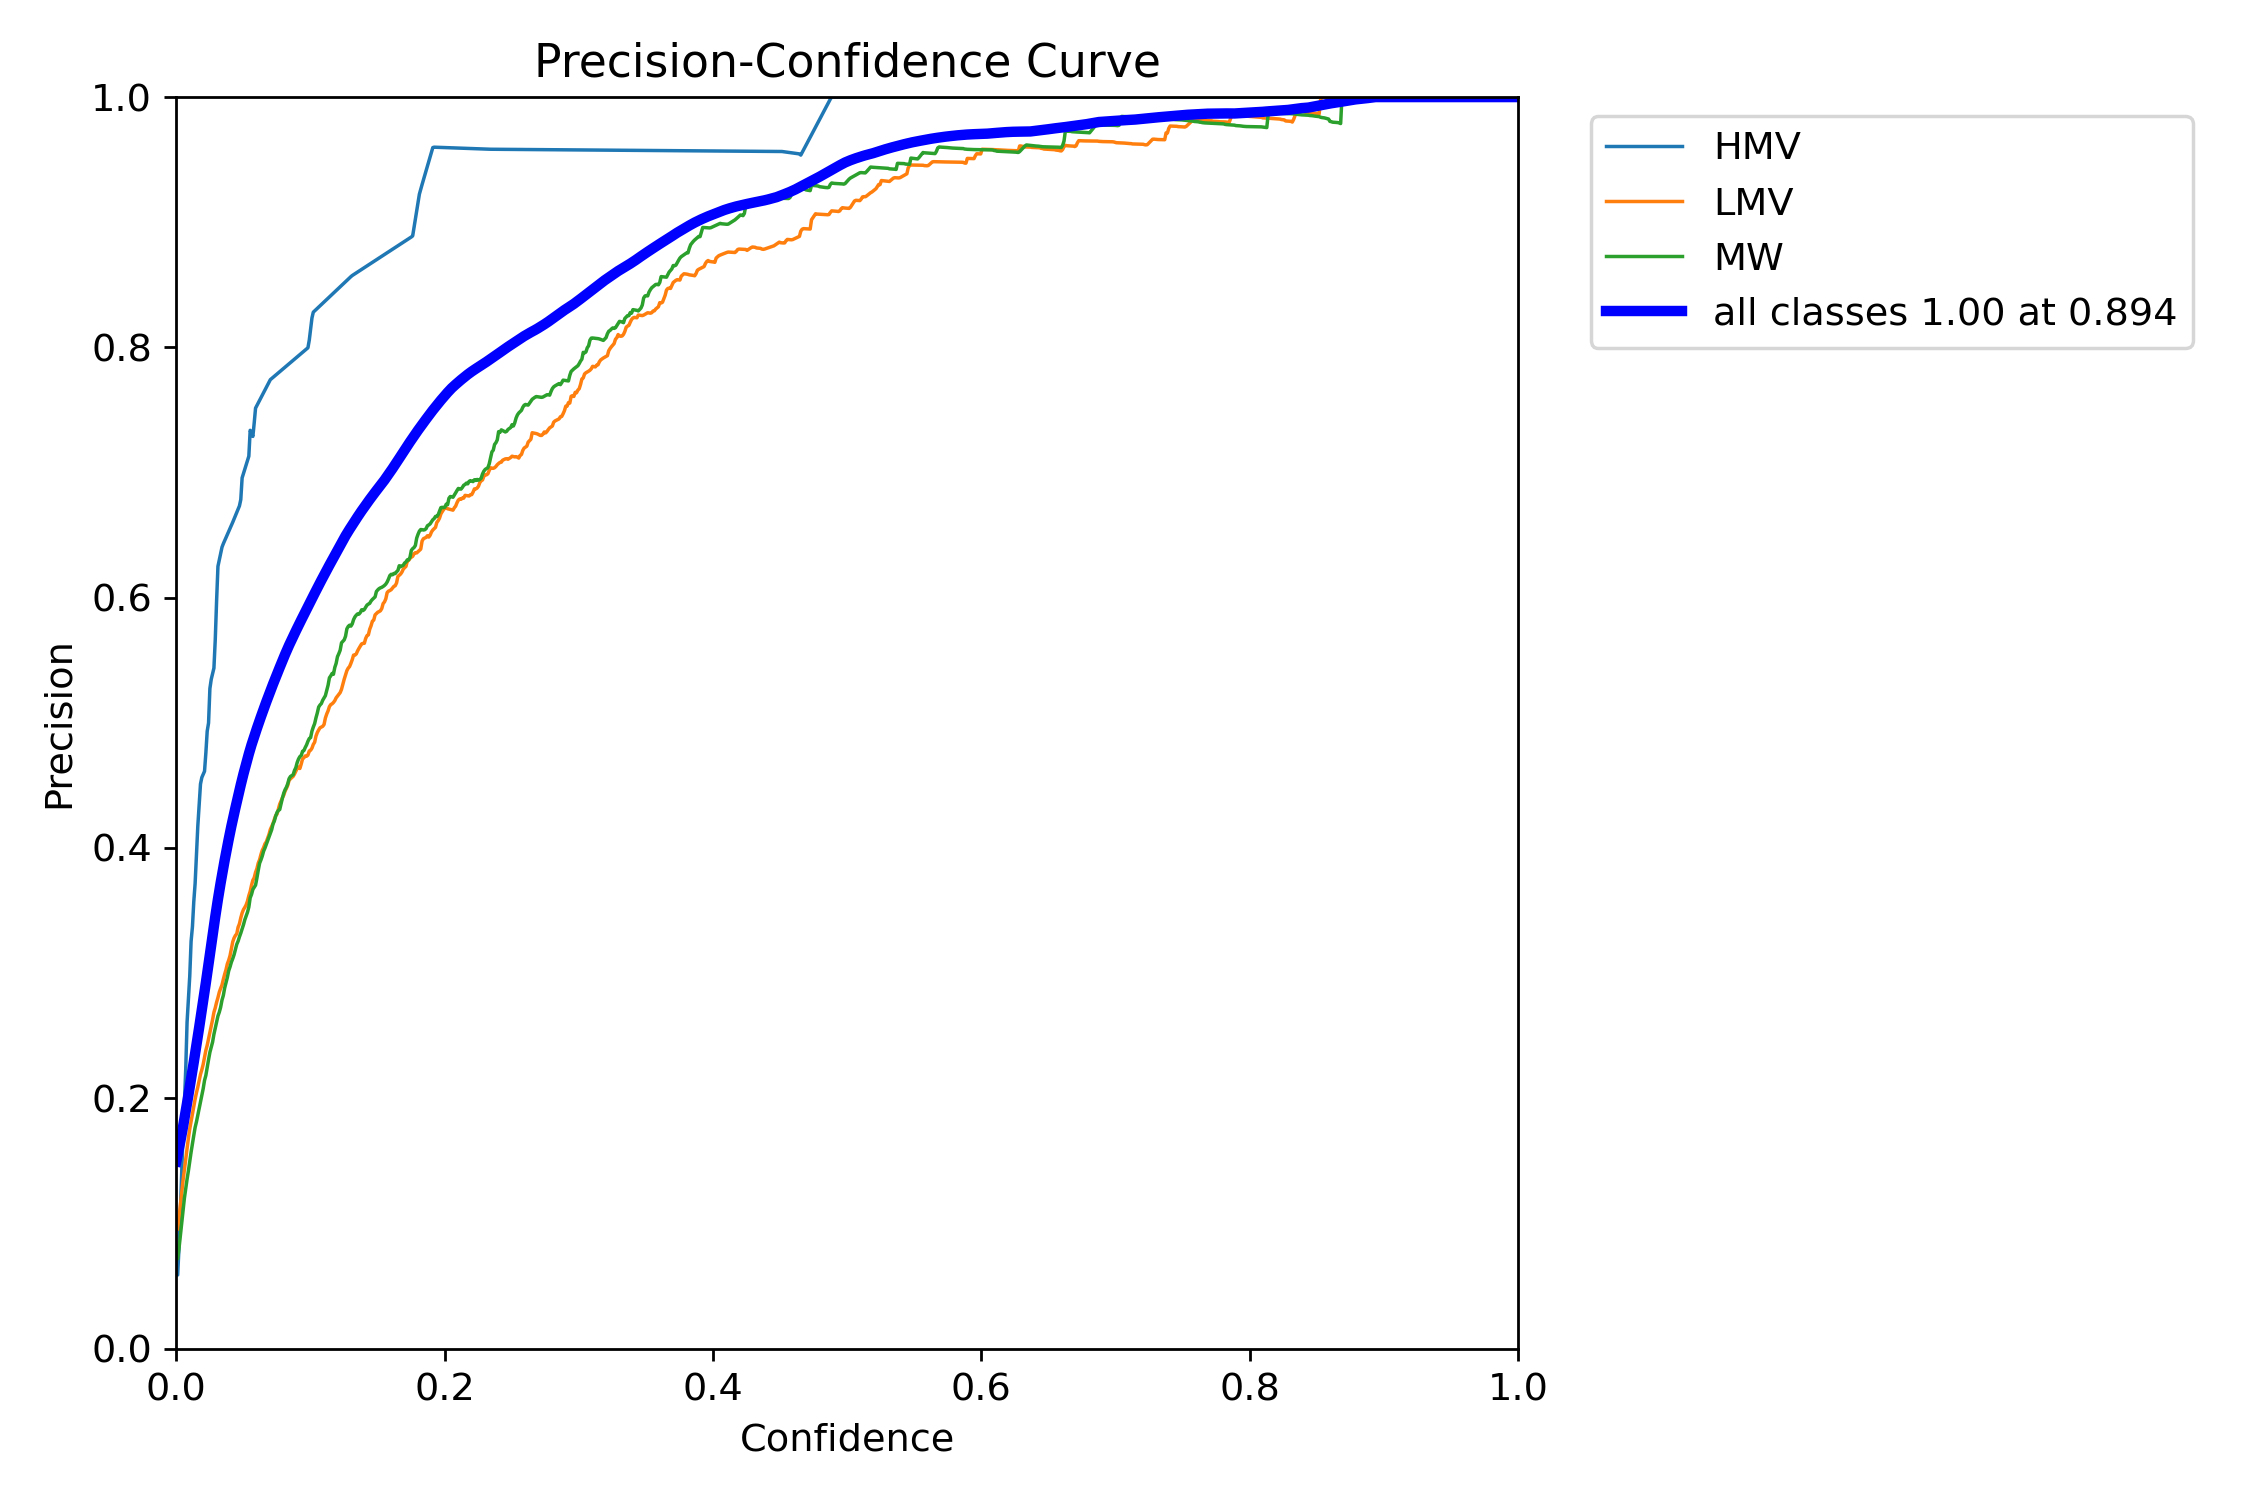 Precision-Confidence Curve
1.0
0.8
0.6
0.4
0.2
0.0
Precision
0.0 0.2 0.4 0.6 0.8 1.0
Confidence
HMV
LMV
MW
all classes 1.00 at 0.894